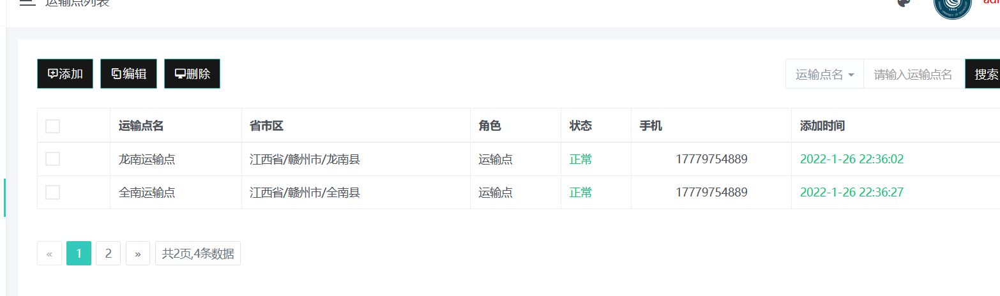 运输点列表
添加 编辑 删除 运输点名 请输入运输点名 搜索
运输点名 省市区 角色 状态 手机 添加时间
龙南运输点 江西省/赣州市/龙南县 运输点 正常 17779754889 2022-1-26 22:36:02
全南运输点 江西省/赣州市/全南县 运输点 正常 17779754889 2022-1-26 22:36:27
« 1 2 » 共2页,4条数据